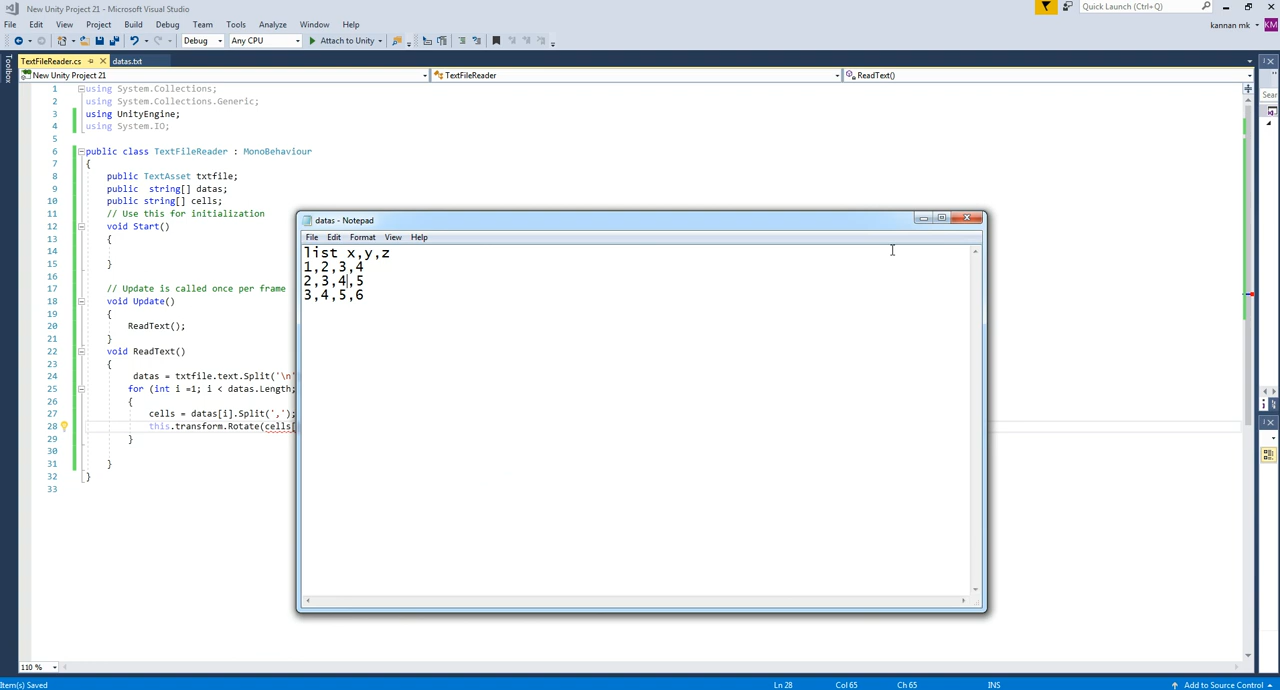 New Unity Project 21 - Microsoft Visual Studio
Quick Launch (Ctrl+Q)
File Edit View Project Build Debug Team Tools Analyze Window Help
kannan mk KM
Debug Any CPU Attach to Unity
Toolbox
TextFileReader.cs datas.txt
New Unity Project 21 TextFileReader ReadText()
1 using System.Collections;
2 using System.Collections.Generic;
3 using UnityEngine;
4 using System.IO;
5
6 public class TextFileReader : MonoBehaviour
7 {
8 public TextAsset txtfile;
9 public string[] datas;
10 public string[] cells;
11 // Use this for initialization
12 void Start()
13 {
14
15 }
16
17 // Update is called once per frame
18 void Update()
19 {
20 ReadText();
21 }
22 void ReadText()
23 {
24 datas = txtfile.text.Split('\n'
25 for (int i =1; i < datas.Length;
26 {
27 cells = datas[i].Split(',');
28 this.transform.Rotate(cells[
29 }
30
31 }
32 }
33
datas - Notepad
File Edit Format View Help
list x,y,z
1,2,3,4
2,3,4,5
3,4,5,6
Sear
110 %
Item(s) Saved Ln 28 Col 65 Ch 65 INS Add to Source Control